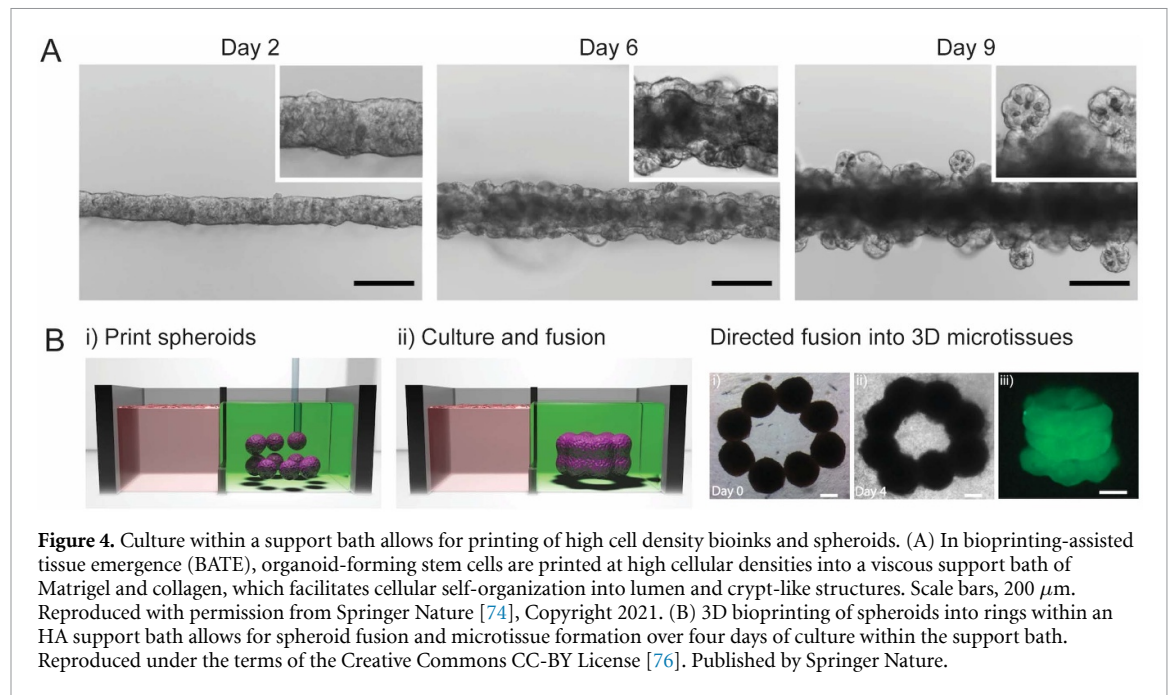 A
Day 2
Day 6
Day 9
B
i) Print spheroids
ii) Culture and fusion
Directed fusion into 3D microtissues
i)
Day 0
ii)
Day 4
iii)
Figure 4. Culture within a support bath allows for printing of high cell density bioinks and spheroids. (A) In bioprinting-assisted
tissue emergence (BATE), organoid-forming stem cells are printed at high cellular densities into a viscous support bath of
Matrigel and collagen, which facilitates cellular self-organization into lumen and crypt-like structures. Scale bars, 200 μm.
Reproduced with permission from Springer Nature [74], Copyright 2021. (B) 3D bioprinting of spheroids into rings within an
HA support bath allows for spheroid fusion and microtissue formation over four days of culture within the support bath.
Reproduced under the terms of the Creative Commons CC-BY License [76]. Published by Springer Nature.